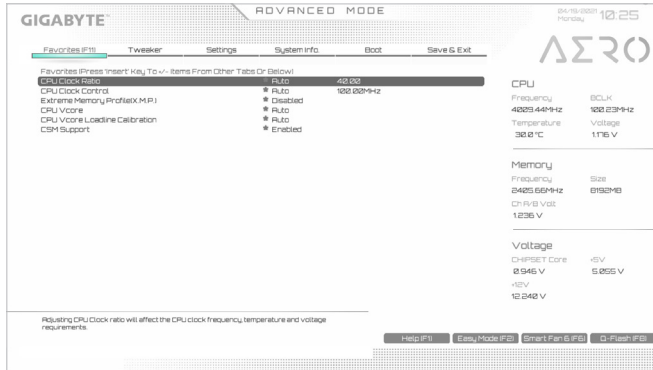 GIGABYTE™
ADVANCED MODE
04/19/2021 Monday 10:25
Favorites (F11) Tweaker Settings System Info. Boot Save & Exit
AERO
Favorites (Press 'Insert' Key To +/- Items From Other Tabs Or Below)
CPU Clock Ratio Auto 40.00
CPU Clock Control Auto 100.00MHz
Extreme Memory Profile(X.M.P.) Disabled
CPU Vcore Auto
CPU Vcore Loadline Calibration Auto
CSM Support Enabled
CPU
Frequency BCLK
4009.44MHz 100.23MHz
Temperature Voltage
30.0 °C 1.176 V
Memory
Frequency Size
2405.66MHz 8192MB
Ch A/B Volt
1.236 V
Voltage
CHIPSET Core +5V
0.946 V 5.055 V
+12V
12.240 V
Adjusting CPU Clock ratio will affect the CPU clock frequency, temperature and voltage
requirements.
Help (F1) Easy Mode (F2) Smart Fan 6 (F6) Q-Flash (F8)